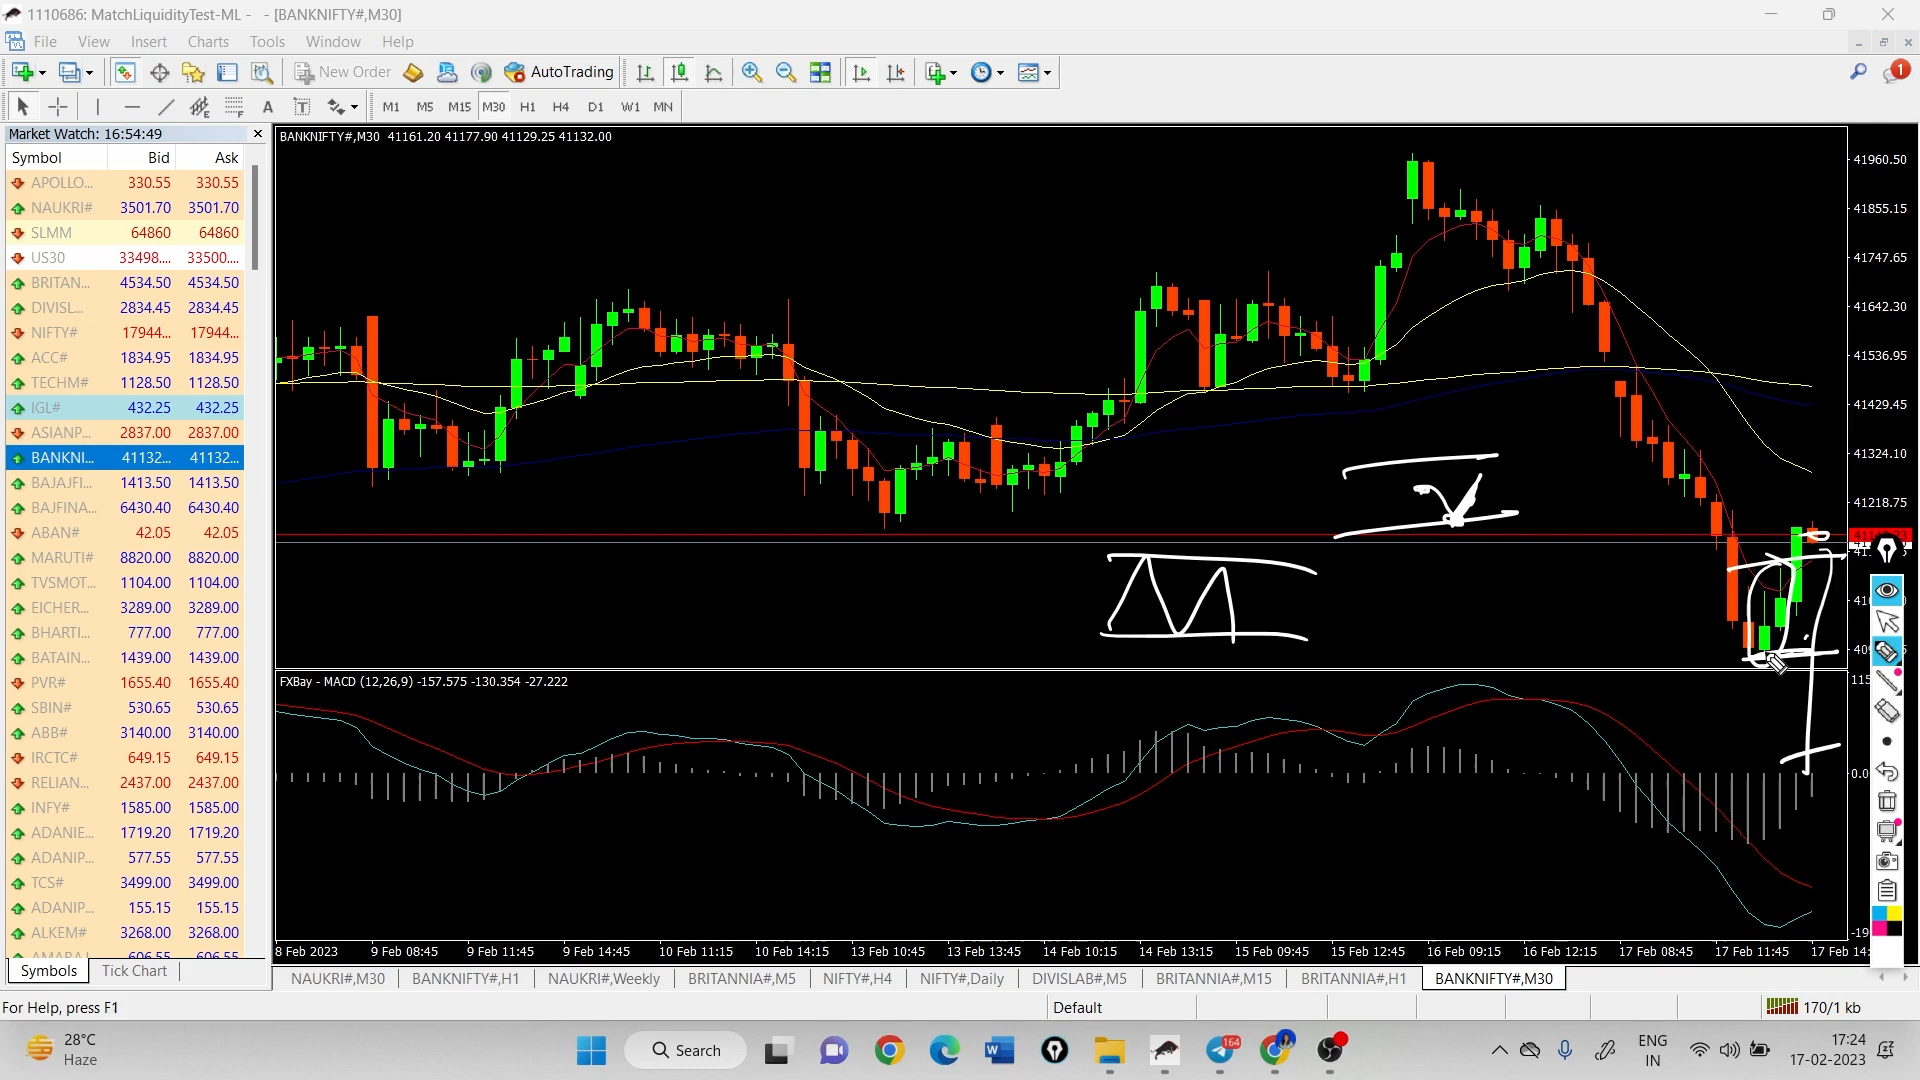 1110686: MatchLiquidityTest-ML - - [BANKNIFTY#,M30]
File View Insert Charts Tools Window Help
New Order AutoTrading 1
A T M1 M5 M15 M30 H1 H4 D1 W1 MN
Market Watch: 16:54:49
Symbol Bid Ask
APOLLO... 330.55 330.55
NAUKRI# 3501.70 3501.70
SLMM 64860 64860
US30 33498.... 33500....
BRITAN... 4534.50 4534.50
DIVISL... 2834.45 2834.45
NIFTY# 17944... 17944...
ACC# 1834.95 1834.95
TECHM# 1128.50 1128.50
IGL# 432.25 432.25
ASIANP... 2837.00 2837.00
BANKNI... 41132... 41132...
BAJAJFI... 1413.50 1413.50
BAJFINA... 6430.40 6430.40
ABAN# 42.05 42.05
MARUTI# 8820.00 8820.00
TVSMOT... 1104.00 1104.00
EICHER... 3289.00 3289.00
BHARTI... 777.00 777.00
BATAIN... 1439.00 1439.00
PVR# 1655.40 1655.40
SBIN# 530.65 530.65
ABB# 3140.00 3140.00
IRCTC# 649.15 649.15
RELIAN... 2437.00 2437.00
INFY# 1585.00 1585.00
ADANIE... 1719.20 1719.20
ADANIP... 577.55 577.55
TCS# 3499.00 3499.00
ADANIP... 155.15 155.15
ALKEM# 3268.00 3268.00
Symbols Tick Chart
BANKNIFTY#,M30 41161.20 41177.90 41129.25 41132.00
41960.50
41855.15
41747.65
41642.30
41536.95
41429.45
41324.10
41218.75
FXBay - MACD (12,26,9) -157.575 -130.354 -27.222
115
0.0
-19
8 Feb 2023 9 Feb 08:45 9 Feb 11:45 9 Feb 14:45 10 Feb 11:15 10 Feb 14:15 13 Feb 10:45 13 Feb 13:45 14 Feb 10:15 14 Feb 13:15 15 Feb 09:45 15 Feb 12:45 16 Feb 09:15 16 Feb 12:15 17 Feb 08:45 17 Feb 11:45 17 Feb 14:
NAUKRI#,M30 BANKNIFTY#,H1 NAUKRI#,Weekly BRITANNIA#,M5 NIFTY#,H4 NIFTY#,Daily DIVISLAB#,M5 BRITANNIA#,M15 BRITANNIA#,H1 BANKNIFTY#,M30
For Help, press F1 Default 170/1 kb
28°C
Haze
Search
164
ENG
IN
17:24
17-02-2023